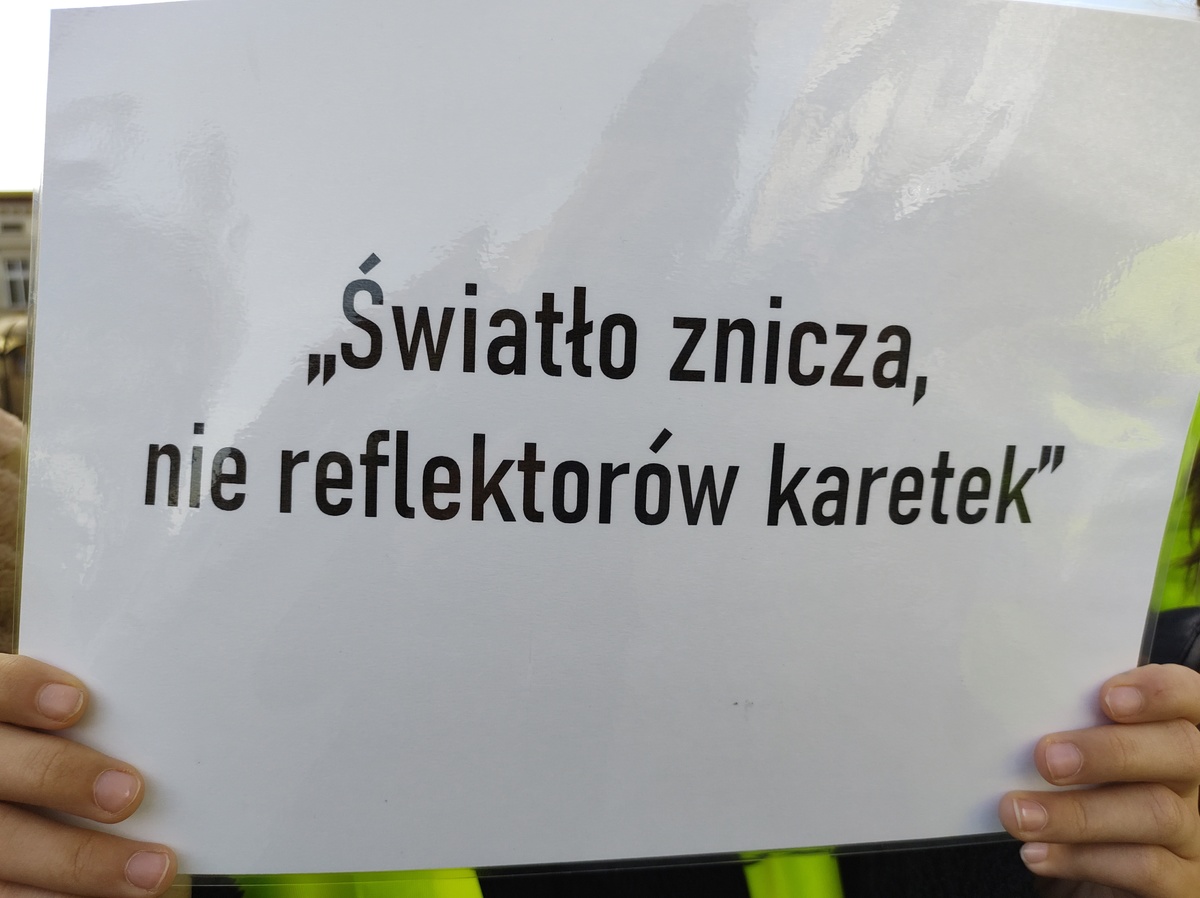 „Światło znicza,
nie reflektorów karetek”